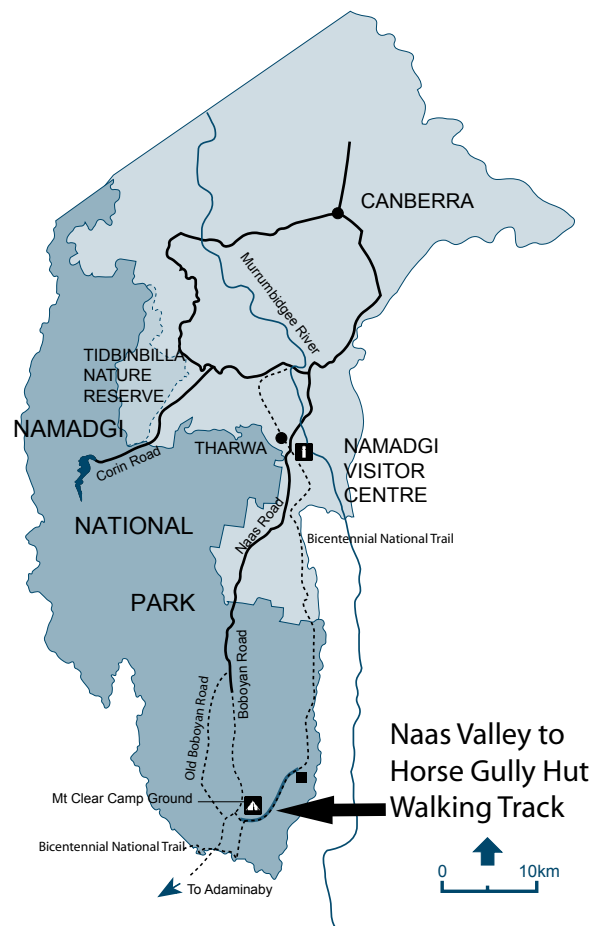 CANBERRA
Murrumbidgee River
TIDBINBILLA
NATURE
RESERVE
NAMADGI
Corin Road
THARWA
NAMADGI
VISITOR
CENTRE
NATIONAL
Naas Road
Bicentennial National Trail
PARK
Boboyan Road
Old Boboyan Road
Naas Valley to
Horse Gully Hut
Walking Track
Mt Clear Camp Ground
Bicentennial National Trail
To Adaminaby
0 10km